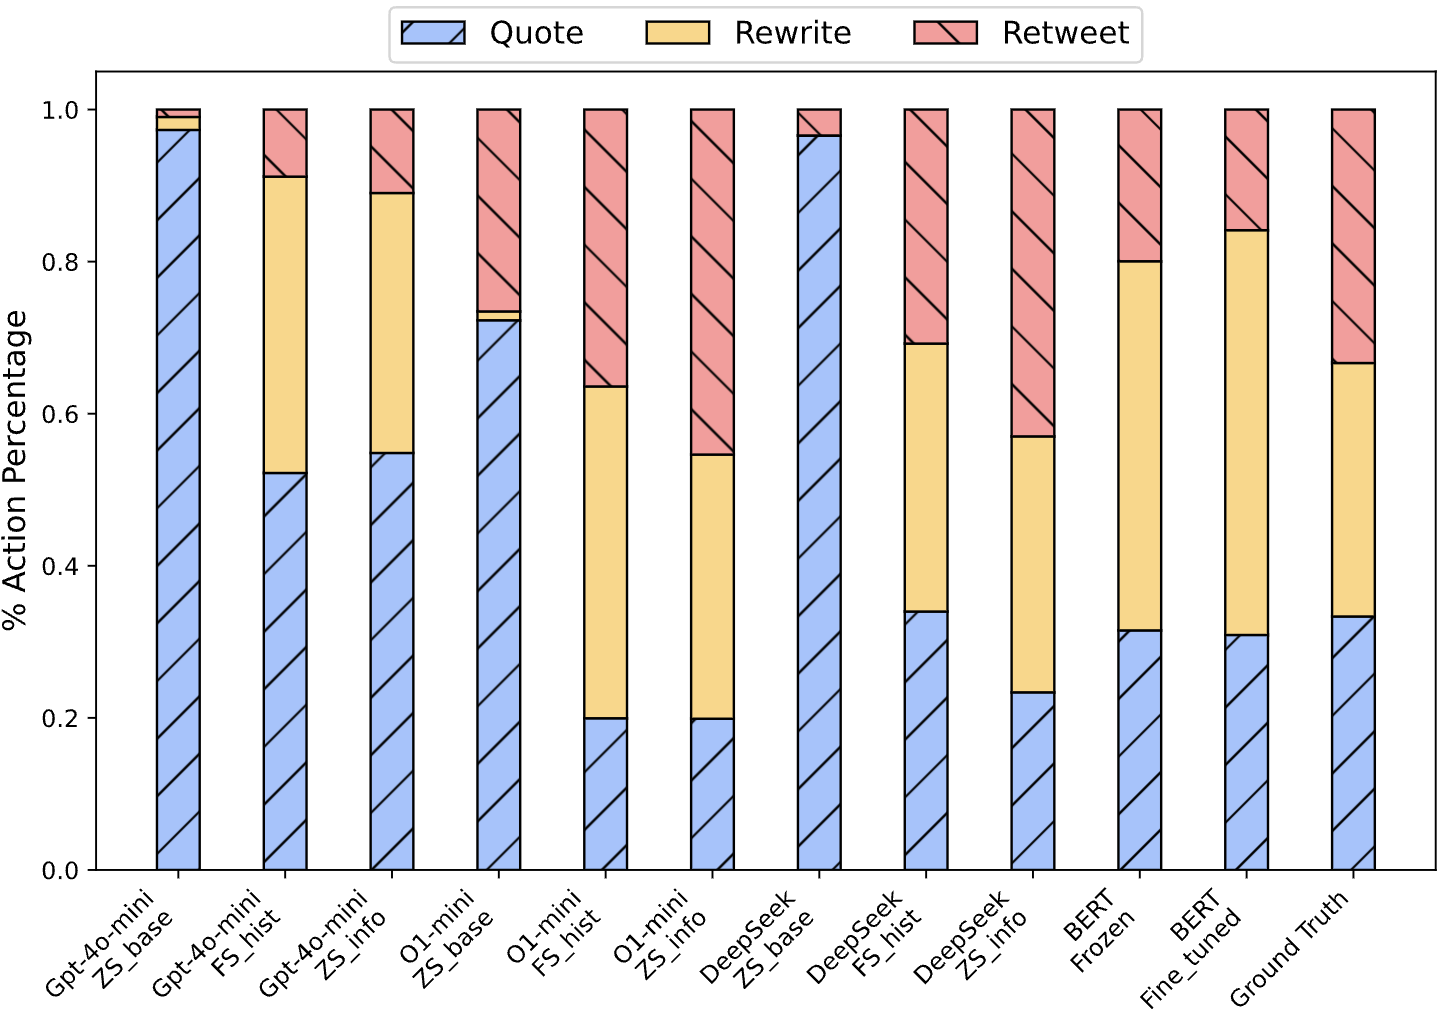 Quote Rewrite Retweet
% Action Percentage
1.0
0.8
0.6
0.4
0.2
0.0
Gpt-4o-mini
ZS_base
Gpt-4o-mini
FS_hist
Gpt-4o-mini
ZS_info
O1-mini
ZS_base
O1-mini
FS_hist
O1-mini
ZS_info
DeepSeek
ZS_base
DeepSeek
FS_hist
DeepSeek
ZS_info
BERT
Frozen
BERT
Fine_tuned
Ground Truth